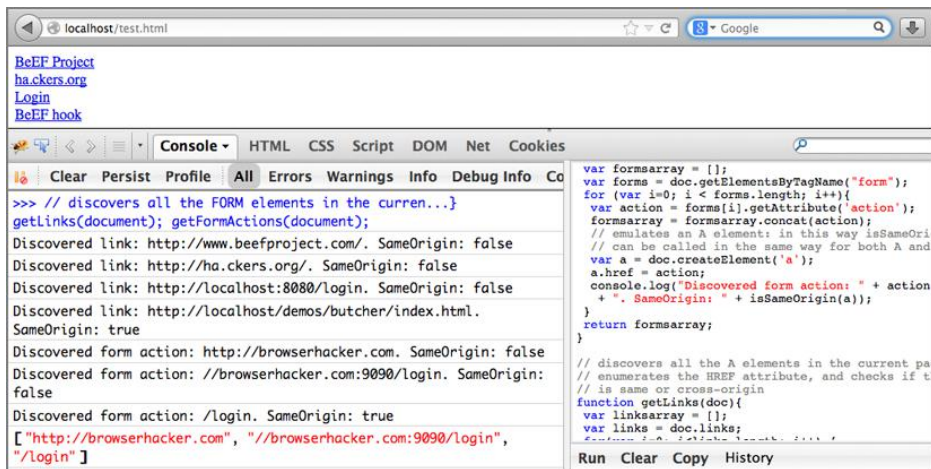 localhost/test.html
Google
BeEF Project
ha.ckers.org
Login
BeEF hook
Console HTML CSS Script DOM Net Cookies
Clear Persist Profile All Errors Warnings Info Debug Info Co
>>> // discovers all the FORM elements in the curren...}
getLinks(document); getFormActions(document);
Discovered link: http://www.beefproject.com/. SameOrigin: false
Discovered link: http://ha.ckers.org/. SameOrigin: false
Discovered link: http://localhost:8080/login. SameOrigin: false
Discovered link: http://localhost/demos/butcher/index.html.
SameOrigin: true
Discovered form action: http://browserhacker.com. SameOrigin: false
Discovered form action: //browserhacker.com:9090/login. SameOrigin:
false
Discovered form action: /login. SameOrigin: true
["http://browserhacker.com", "//browserhacker.com:9090/login",
"/login"]
var formsarray = [];
var forms = doc.getElementsByTagName("form");
for (var i=0; i < forms.length; i++){
var action = forms[i].getAttribute('action');
formsarray = formsarray.concat(action);
// emulates an A element: in this way isSameOri
// can be called in the same way for both A and
var a = doc.createElement('a');
a.href = action;
console.log("Discovered form action: " + action
+ ". SameOrigin: " + isSameOrigin(a));
}
return formsarray;
}
// discovers all the A elements in the current pa
// enumerates the HREF attribute, and checks if t
// is same or cross-origin
function getLinks(doc){
var linksarray = [];
var links = doc.links;
Run Clear Copy History